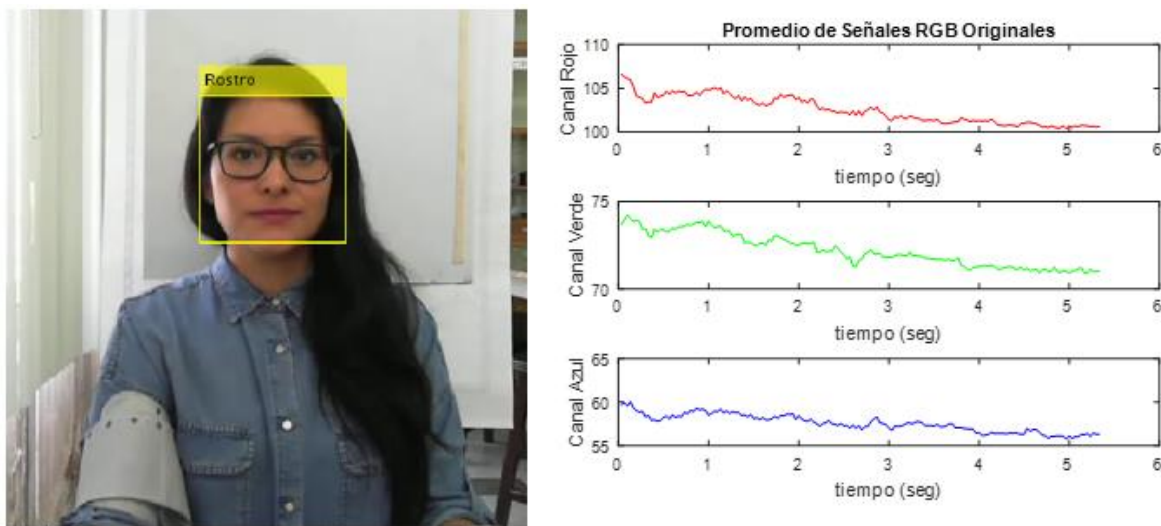 Rostro
Promedio de Señales RGB Originales
110
105
100
Canal Rojo
0 1 2 3 4 5 6
tiempo (seg)
75
70
Canal Verde
0 1 2 3 4 5 6
tiempo (seg)
65
60
55
Canal Azul
0 1 2 3 4 5 6
tiempo (seg)